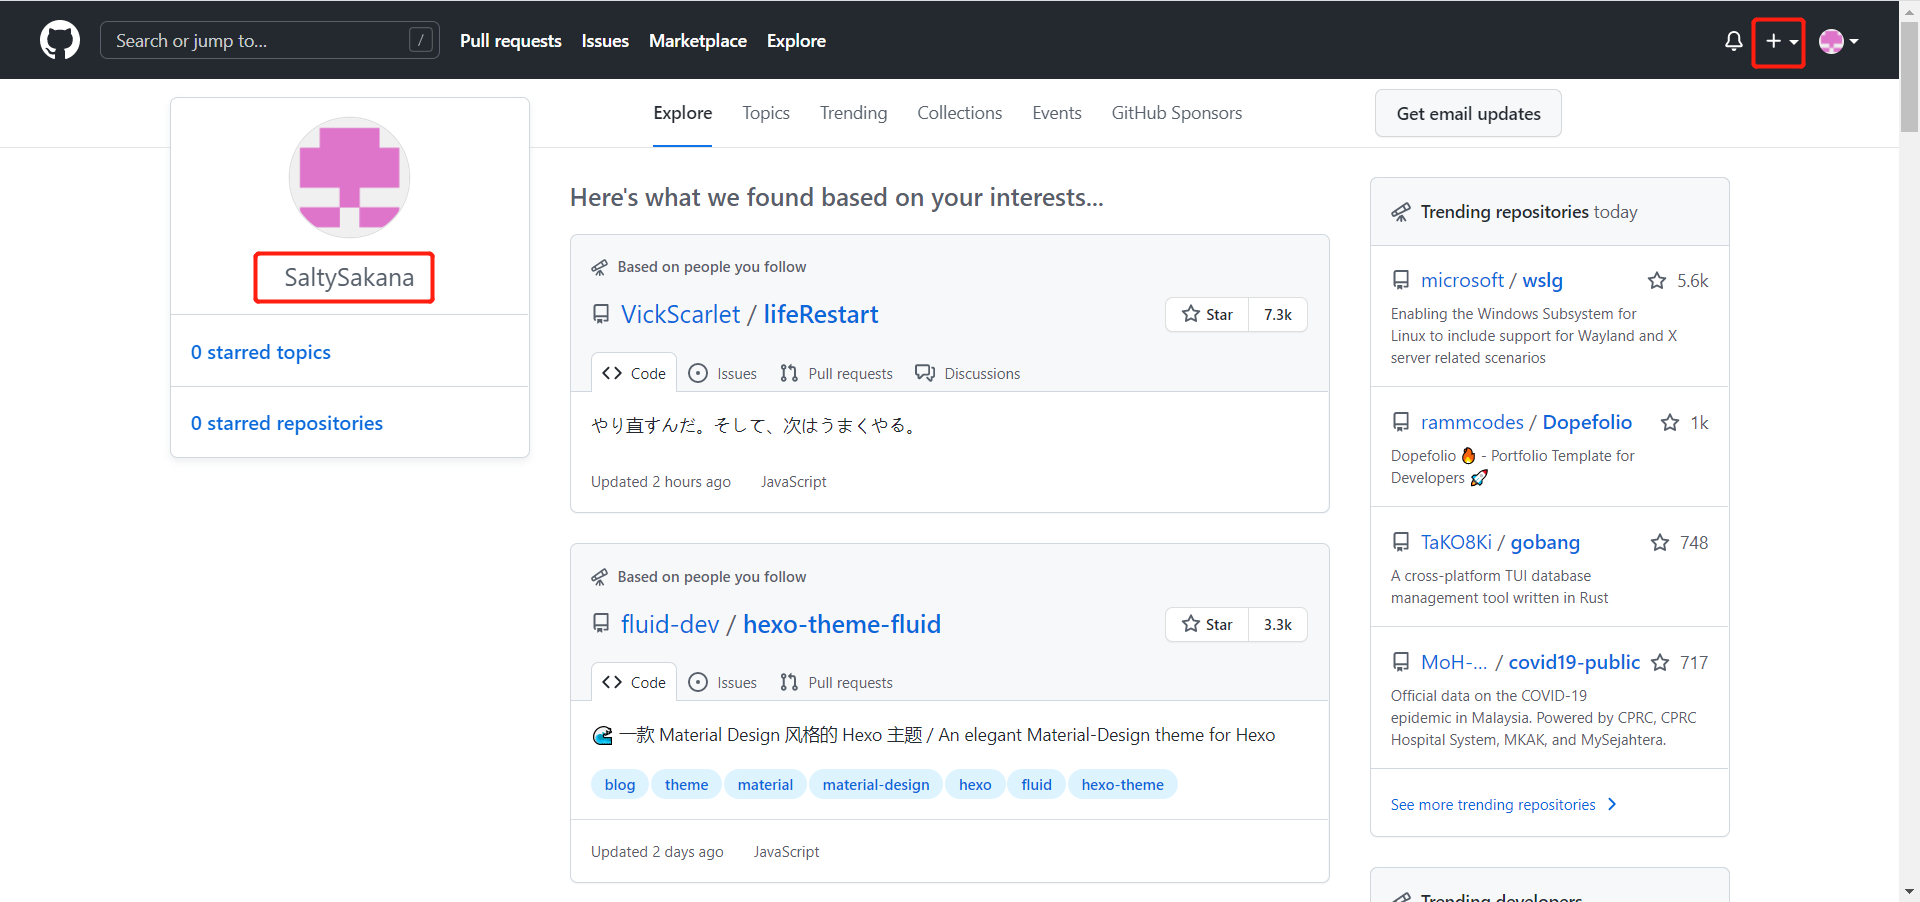 Search or jump to... /
Pull requests Issues Marketplace Explore
Explore Topics Trending Collections Events GitHub Sponsors
Get email updates
SaltySakana
0 starred topics
0 starred repositories
Here's what we found based on your interests...
Based on people you follow
VickScarlet / lifeRestart
Star 7.3k
Code Issues Pull requests Discussions
やり直すんだ。そして、次はうまくやる。
Updated 2 hours ago JavaScript
Based on people you follow
fluid-dev / hexo-theme-fluid
Star 3.3k
Code Issues Pull requests
🌊 一款 Material Design 风格的 Hexo 主题 / An elegant Material-Design theme for Hexo
blog theme material material-design hexo fluid hexo-theme
Updated 2 days ago JavaScript
Trending repositories today
microsoft / wslg 5.6k
Enabling the Windows Subsystem for
Linux to include support for Wayland and X
server related scenarios
rammcodes / Dopefolio 1k
Dopefolio 🔥 - Portfolio Template for
Developers 🚀
TaKO8Ki / gobang 748
A cross-platform TUI database
management tool written in Rust
MoH-... / covid19-public 717
Official data on the COVID-19
epidemic in Malaysia. Powered by CPRC, CPRC
Hospital System, MKAK, and MySejahtera.
See more trending repositories
Trending developers